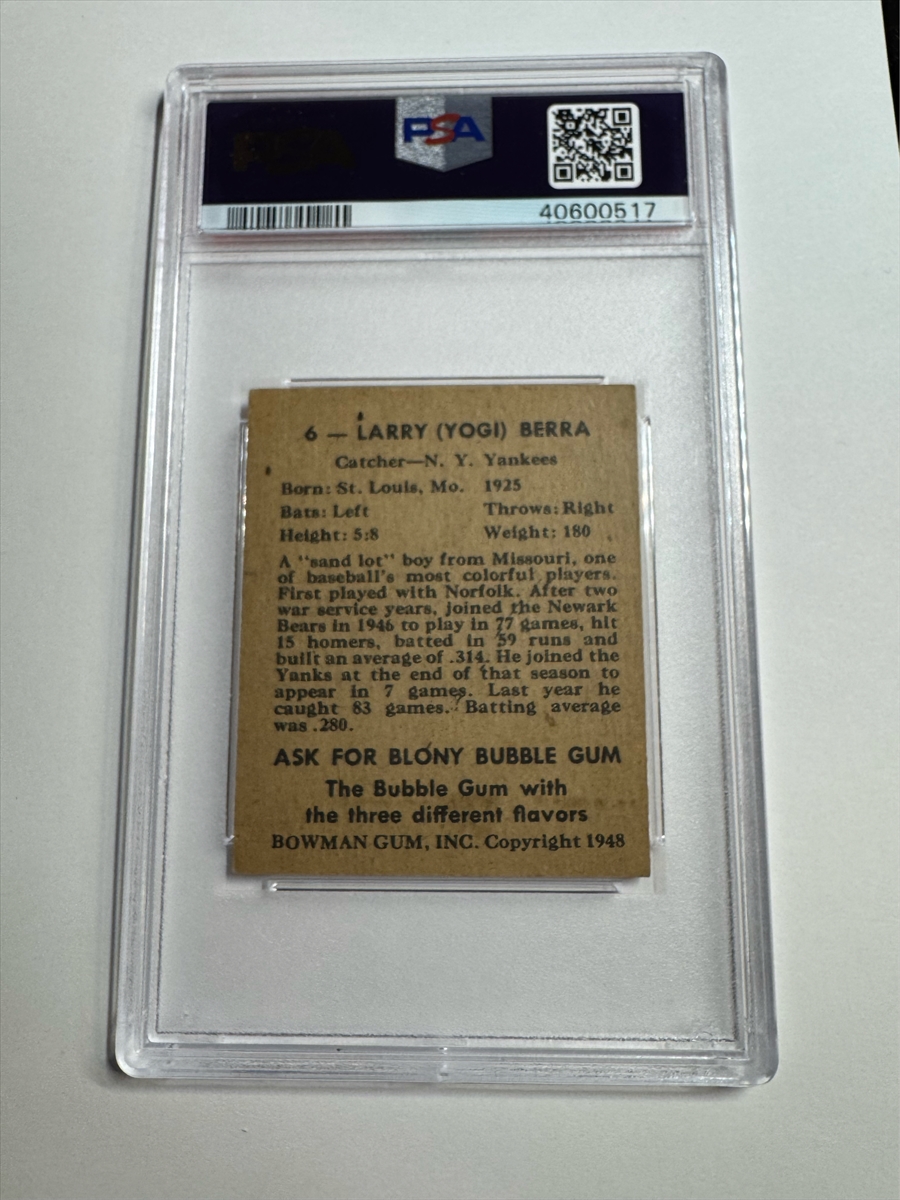 PSA
40600517
6 — LARRY (YOGI) BERRA
Catcher—N. Y. Yankees
Born: St. Louis, Mo. 1925
Bats: Left Throws: Right
Height: 5:8 Weight: 180
A "sand lot" boy from Missouri, one
of baseball's most colorful players.
First played with Norfolk. After two
war service years, joined the Newark
Bears in 1946 to play in 77 games, hit
15 homers, batted in 59 runs and
built an average of .314. He joined the
Yanks at the end of that season to
appear in 7 games. Last year he
caught 83 games. Batting average
was .280.
ASK FOR BLONY BUBBLE GUM
The Bubble Gum with
the three different flavors
BOWMAN GUM, INC. Copyright 1948